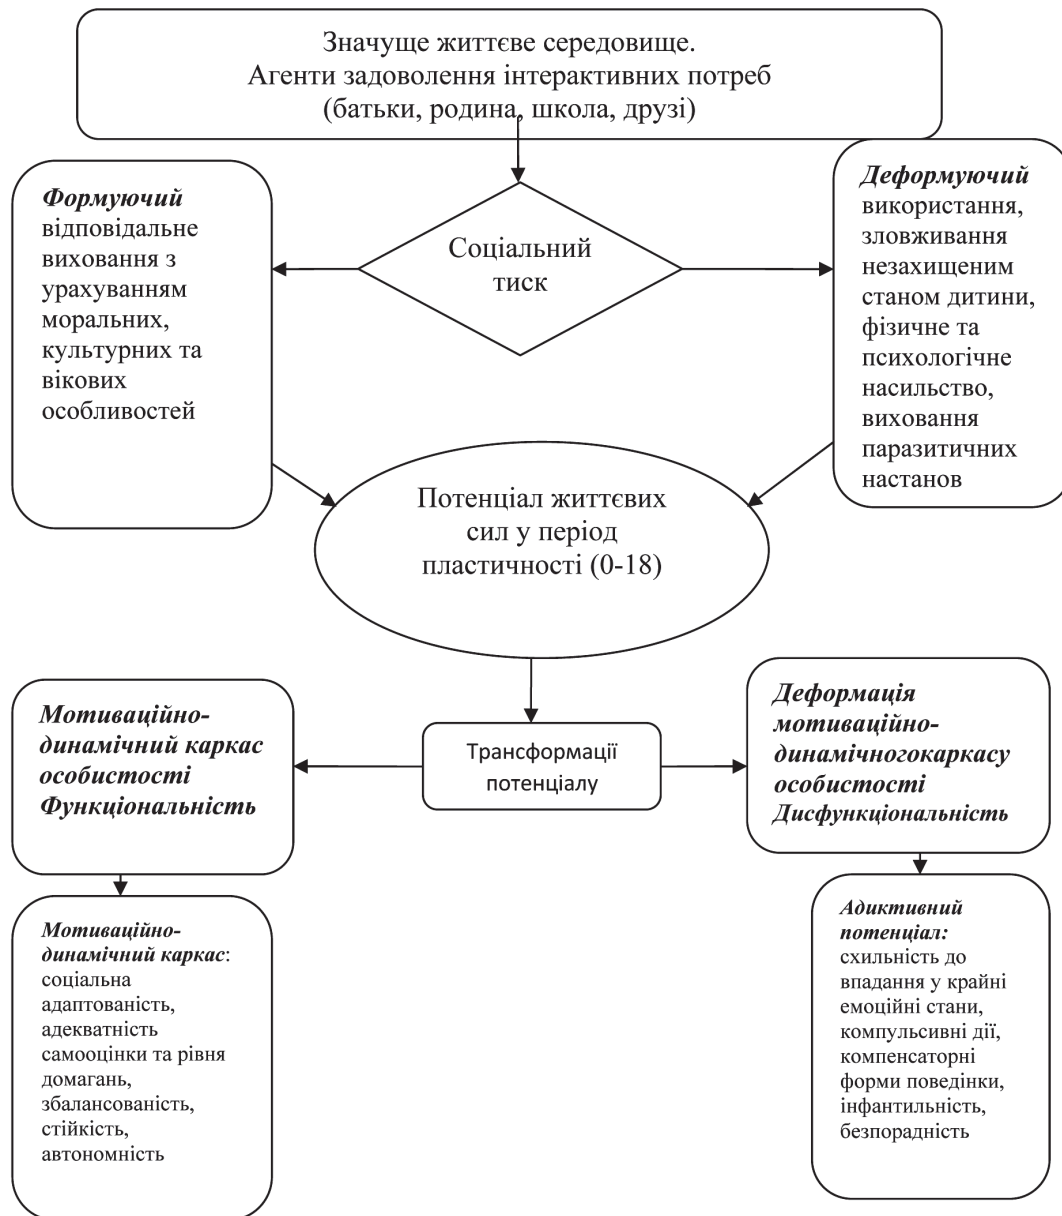 Значуще життєве середовище.
Агенти задоволення інтерактивних потреб
(батьки, родина, школа, друзі)
Формуючий
відповідальне
виховання з
урахуванням
моральних,
культурних та
вікових
особливостей
Соціальний
тиск
Деформуючий
використання,
зловживання
незахищеним
станом дитини,
фізичне та
психологічне
насильство,
виховання
паразитичних
настанов
Потенціал життєвих
сил у період
пластичності (0-18)
Мотиваційно-
динамічний каркас
особистості
Функціональність
Трансформації
потенціалу
Деформація
мотиваційно-
динамічногокаркасу
особистості
Дисфункціональність
Мотиваційно-
динамічний каркас:
соціальна
адаптованість,
адекватність
самооцінки та рівня
домагань,
збалансованість,
стійкість,
автономність
Адиктивний
потенціал:
схильність до
впадання у крайні
емоційні стани,
компульсивні дії,
компенсаторні
форми поведінки,
інфантильність,
безпорадність